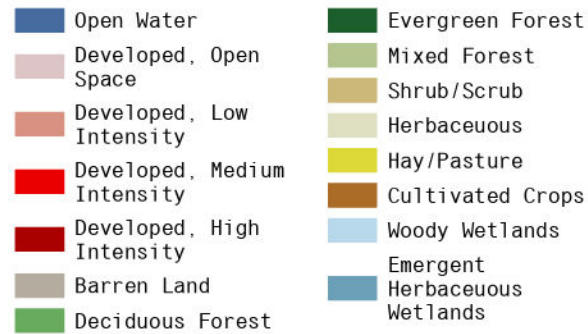 Open Water
Developed, Open
Space
Developed, Low
Intensity
Developed, Medium
Intensity
Developed, High
Intensity
Barren Land
Deciduous Forest
Evergreen Forest
Mixed Forest
Shrub/Scrub
Herbaceuous
Hay/Pasture
Cultivated Crops
Woody Wetlands
Emergent
Herbaceuous
Wetlands